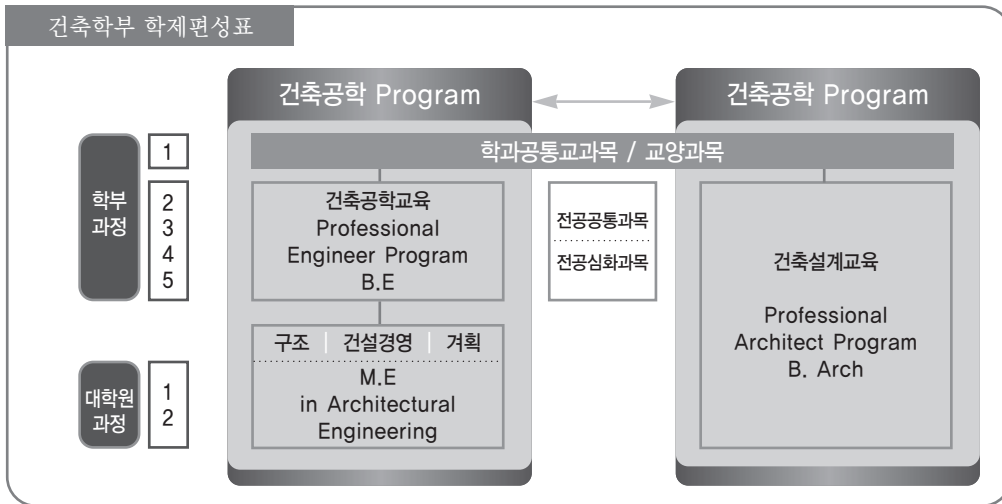 건축학부 학제편성표
건축공학 Program
건축공학 Program
학과공통교과목 / 교양과목
학부
과정
1
2
3
4
5
건축공학교육
Professional
Engineer Program
B.E
전공공통과목
전공심화과목
건축설계교육
Professional
Architect Program
B. Arch
구조
건설경영
겨획
M.E
in Architectural
Engineering
대학원
과정
1
2